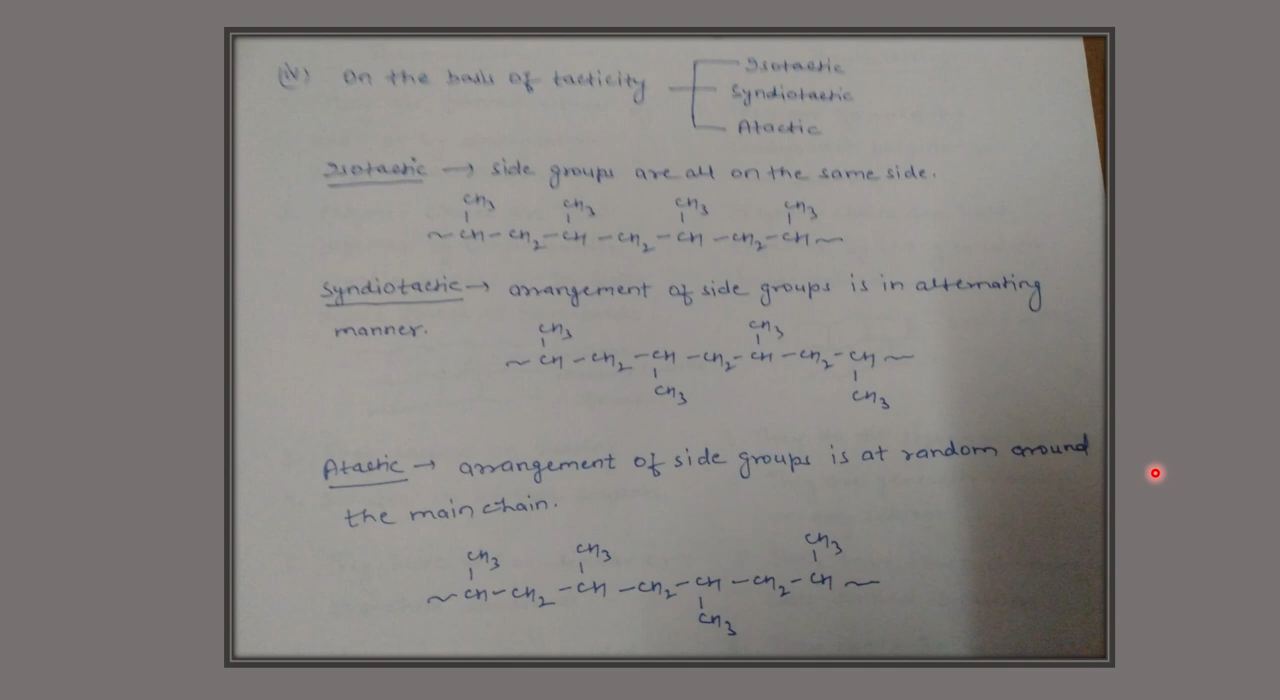 (iv) On the basis of tacticity
Isotactic
Syndiotactic
Atactic
Isotactic → side groups are all on the same side.
CH3 CH3 CH3 CH3
~CH-CH2-CH-CH2-CH-CH2-CH~
Syndiotactic → arrangement of side groups is in alternating
manner.
CH3 CH3
~CH-CH2-CH-CH2-CH-CH2-CH~
CH3 CH3
Atactic → arrangement of side groups is at random around
the main chain.
CH3 CH3 CH3
~CH-CH2-CH-CH2-CH-CH2-CH~
CH3